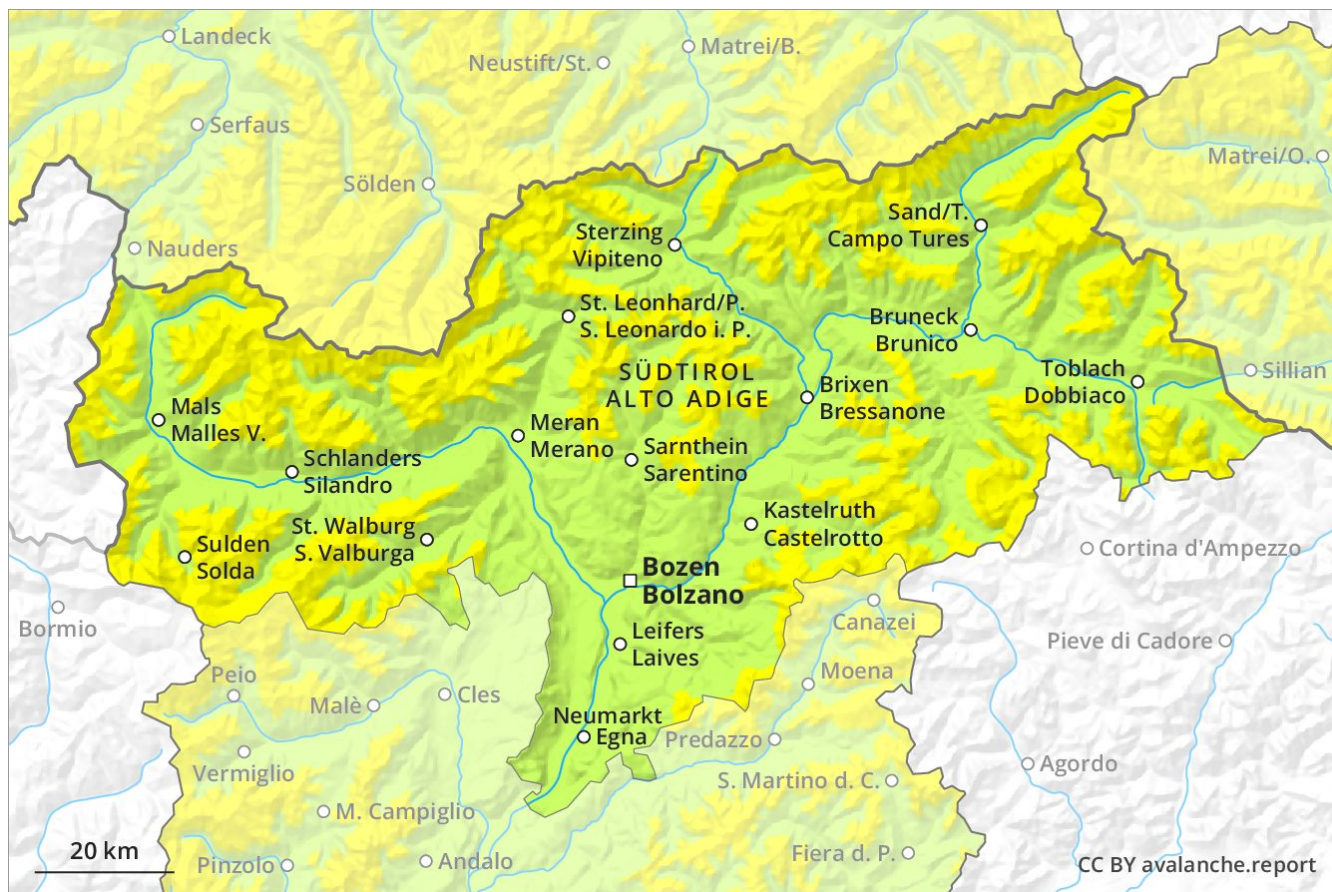 Landeck
Neustift/St.
Matrei/B.
Serfaus
Matrei/O.
Sölden
Sand/T.
Campo Tures
Nauders
Sterzing
Vipiteno
St. Leonhard/P.
S. Leonardo i. P.
Bruneck
Brunico
SÜDTIROL
ALTO ADIGE
Toblach
Dobbiaco
Sillian
Brixen
Bressanone
Mals
Malles V.
Meran
Merano
Sarnthein
Sarentino
Schlanders
Silandro
St. Walburg
S. Valburga
Kastelruth
Castelrotto
Sulden
Solda
Cortina d'Ampezzo
Bozen
Bolzano
Bormio
Canazei
Leifers
Laives
Pieve di Cadore
Peio
Moena
Malè
Cles
Neumarkt
Egna
Predazzo
Vermiglio
Agordo
S. Martino d. C.
M. Campiglio
20 km
Pinzolo
Andalo
Fiera d. P.
CC BY avalanche.report